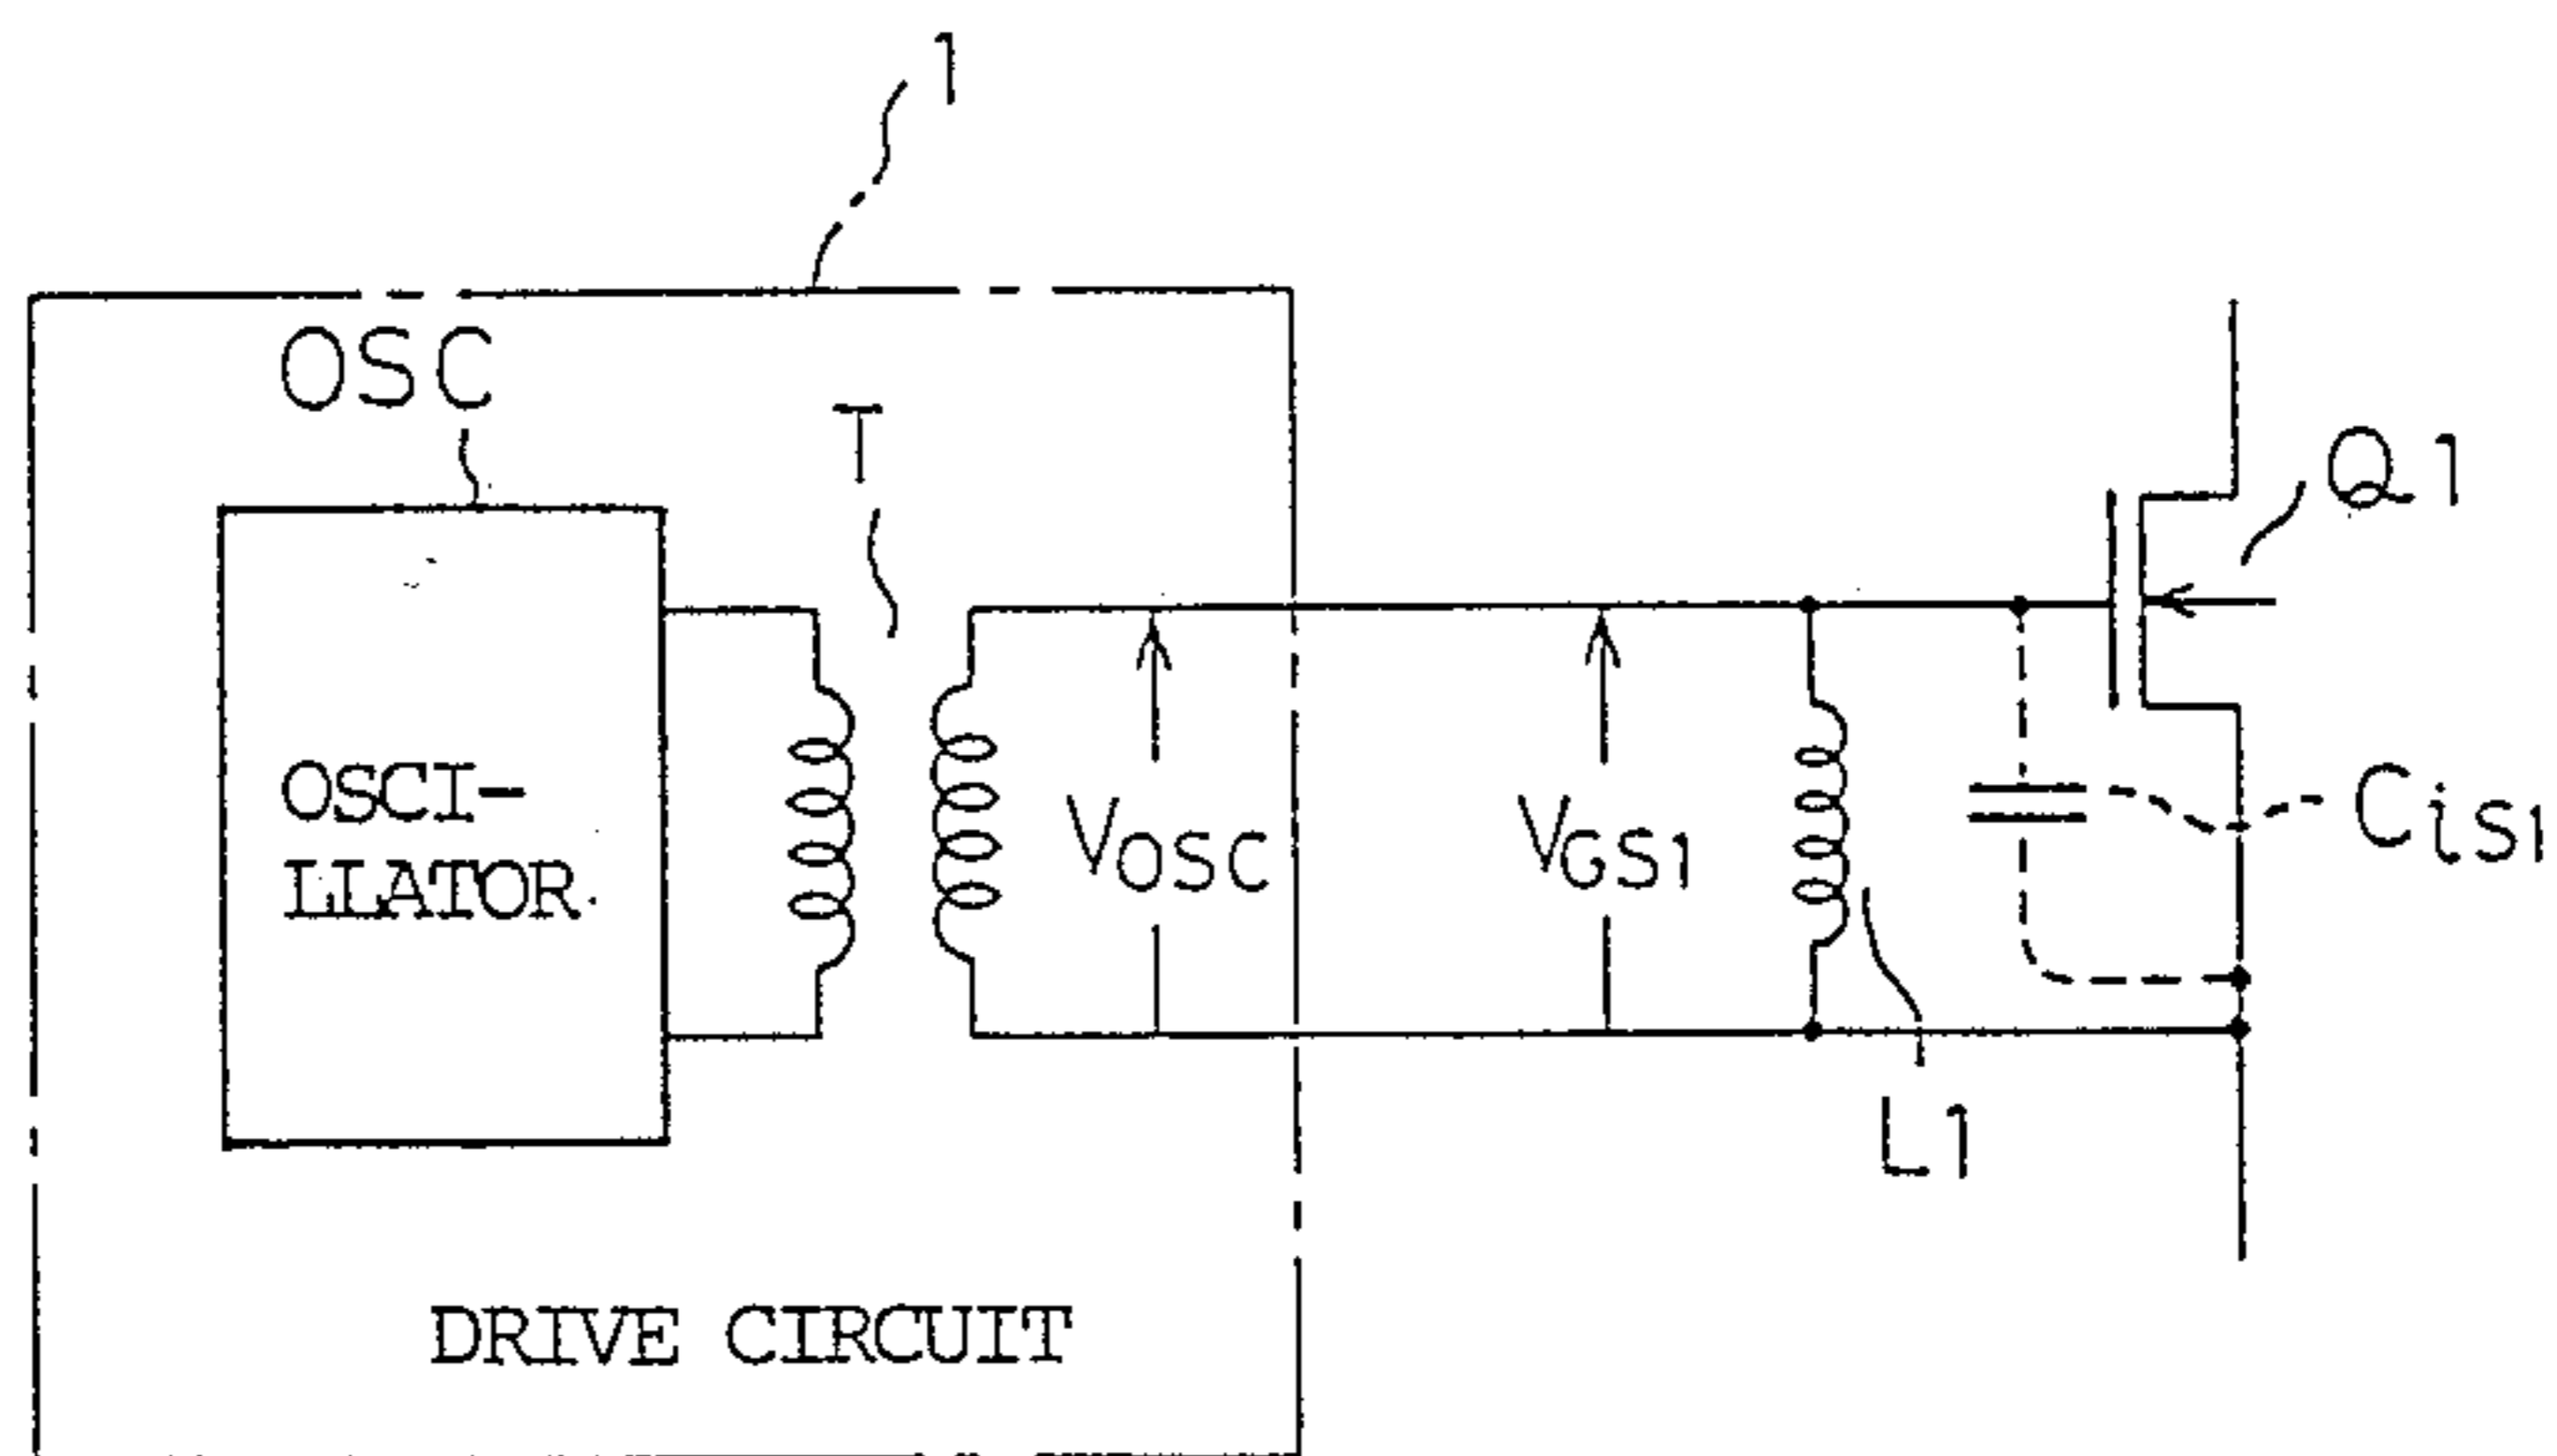 1
OSC
T
Q1
OSCI-
LLATOR
VOSC
VGS1
CiS1
L1
DRIVE CIRCUIT